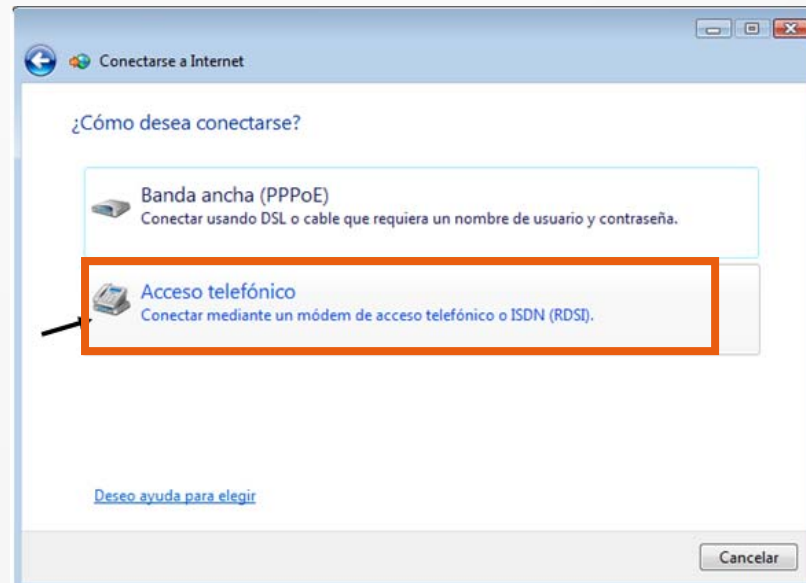 Conectarse a Internet
¿Cómo desea conectarse?
Banda ancha (PPPoE)
Conectar usando DSL o cable que requiera un nombre de usuario y contraseña.
Acceso telefónico
Conectar mediante un módem de acceso telefónico o ISDN (RDSI).
Deseo ayuda para elegir
Cancelar